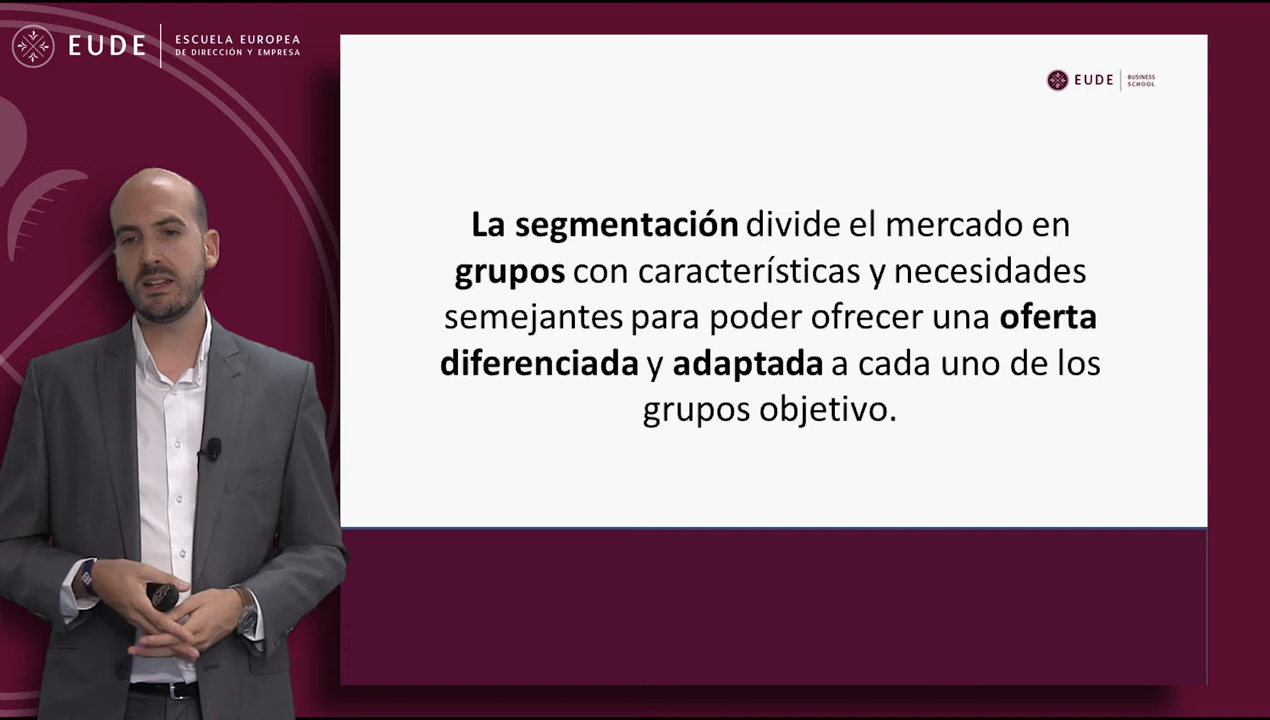 EUDE
ESCUELA EUROPEA
DE DIRECCIÓN Y EMPRESA
EUDE
BUSINESS
SCHOOL
La segmentación divide el mercado en
grupos con características y necesidades
semejantes para poder ofrecer una oferta
diferenciada y adaptada a cada uno de los
grupos objetivo.